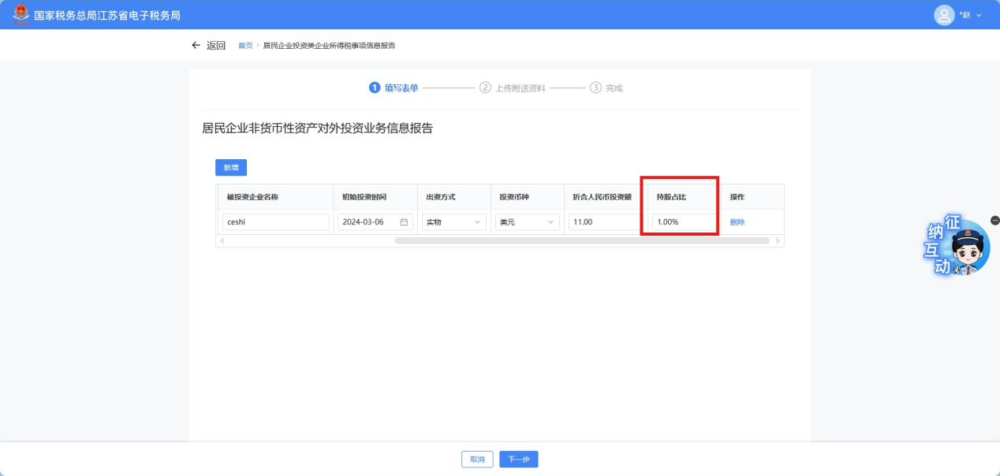 国家税务总局江苏省电子税务局
*赵
返回 首页 › 居民企业投资类企业所得税事项信息报告
1 填写表单 2 上传附送资料 3 完成
居民企业非货币性资产对外投资业务信息报告
新增
被投资企业名称 初始投资时间 出资方式 投资币种 折合人民币投资额 持股占比 操作
ceshi 2024-03-06 实物 美元 11.00 1.00% 删除
征纳互动
取消 下一步